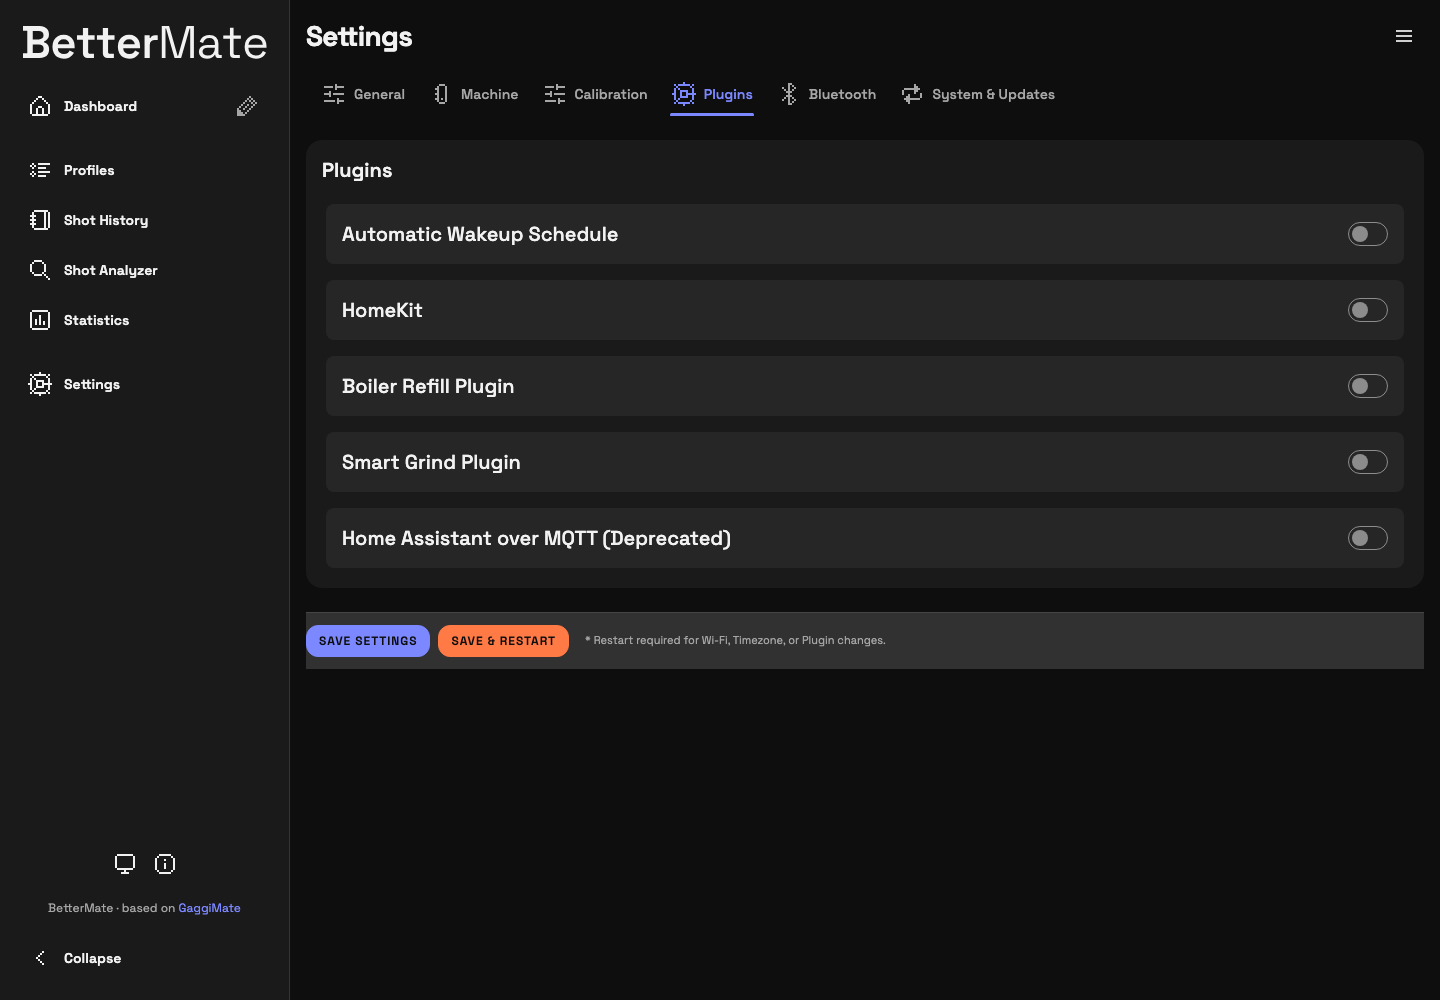 BetterMate
Dashboard
Profiles
Shot History
Shot Analyzer
Statistics
Settings
BetterMate · based on GaggiMate
Collapse
Settings
General
Machine
Calibration
Plugins
Bluetooth
System & Updates
Plugins
Automatic Wakeup Schedule
HomeKit
Boiler Refill Plugin
Smart Grind Plugin
Home Assistant over MQTT (Deprecated)
SAVE SETTINGS
SAVE & RESTART
* Restart required for Wi-Fi, Timezone, or Plugin changes.